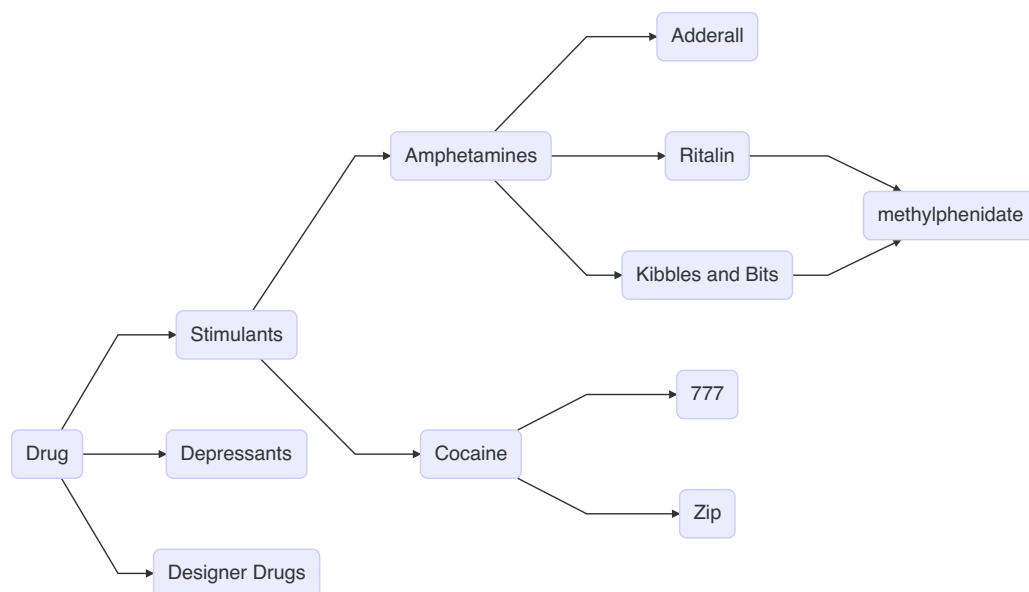 Adderall
Amphetamines
Ritalin
methylphenidate
Kibbles and Bits
Stimulants
777
Drug
Depressants
Cocaine
Zip
Designer Drugs